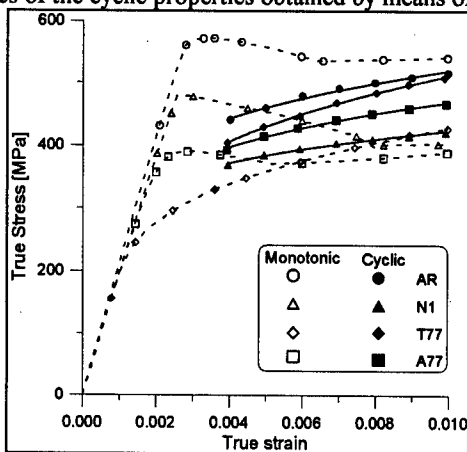 es of the cyclic properties obtained by means of
600
400
200
0
True Stress [MPa]
Monotonic Cyclic
AR
N1
T77
A77
0.000 0.002 0.004 0.006 0.008 0.010
True strain